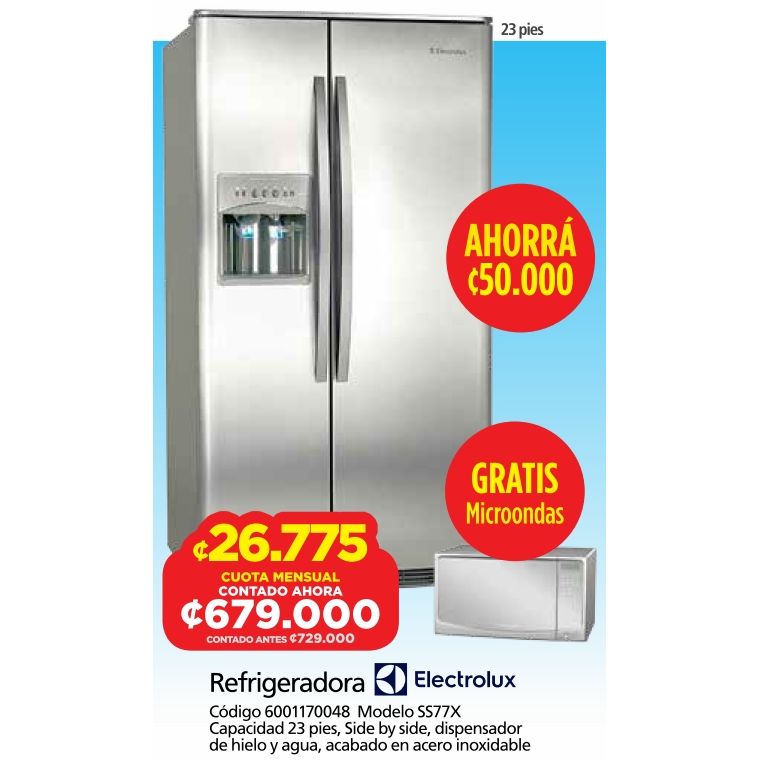 23 pies
Electrolux
AHORRÁ
¢50.000
GRATIS
Microondas
¢26.775
CUOTA MENSUAL
CONTADO AHORA
¢679.000
CONTADO ANTES ¢729.000
Refrigeradora Electrolux
Código 6001170048 Modelo SS77X
Capacidad 23 pies, Side by side, dispensador
de hielo y agua, acabado en acero inoxidable